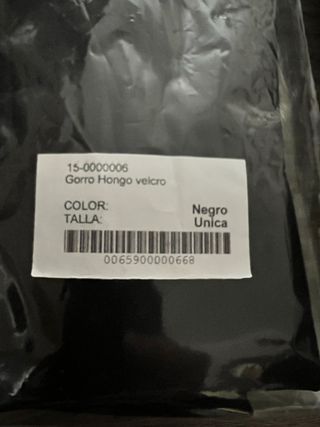 15-0000006
Gorro Hongo velcro
COLOR: Negro
TALLA: Unica
0065900000668